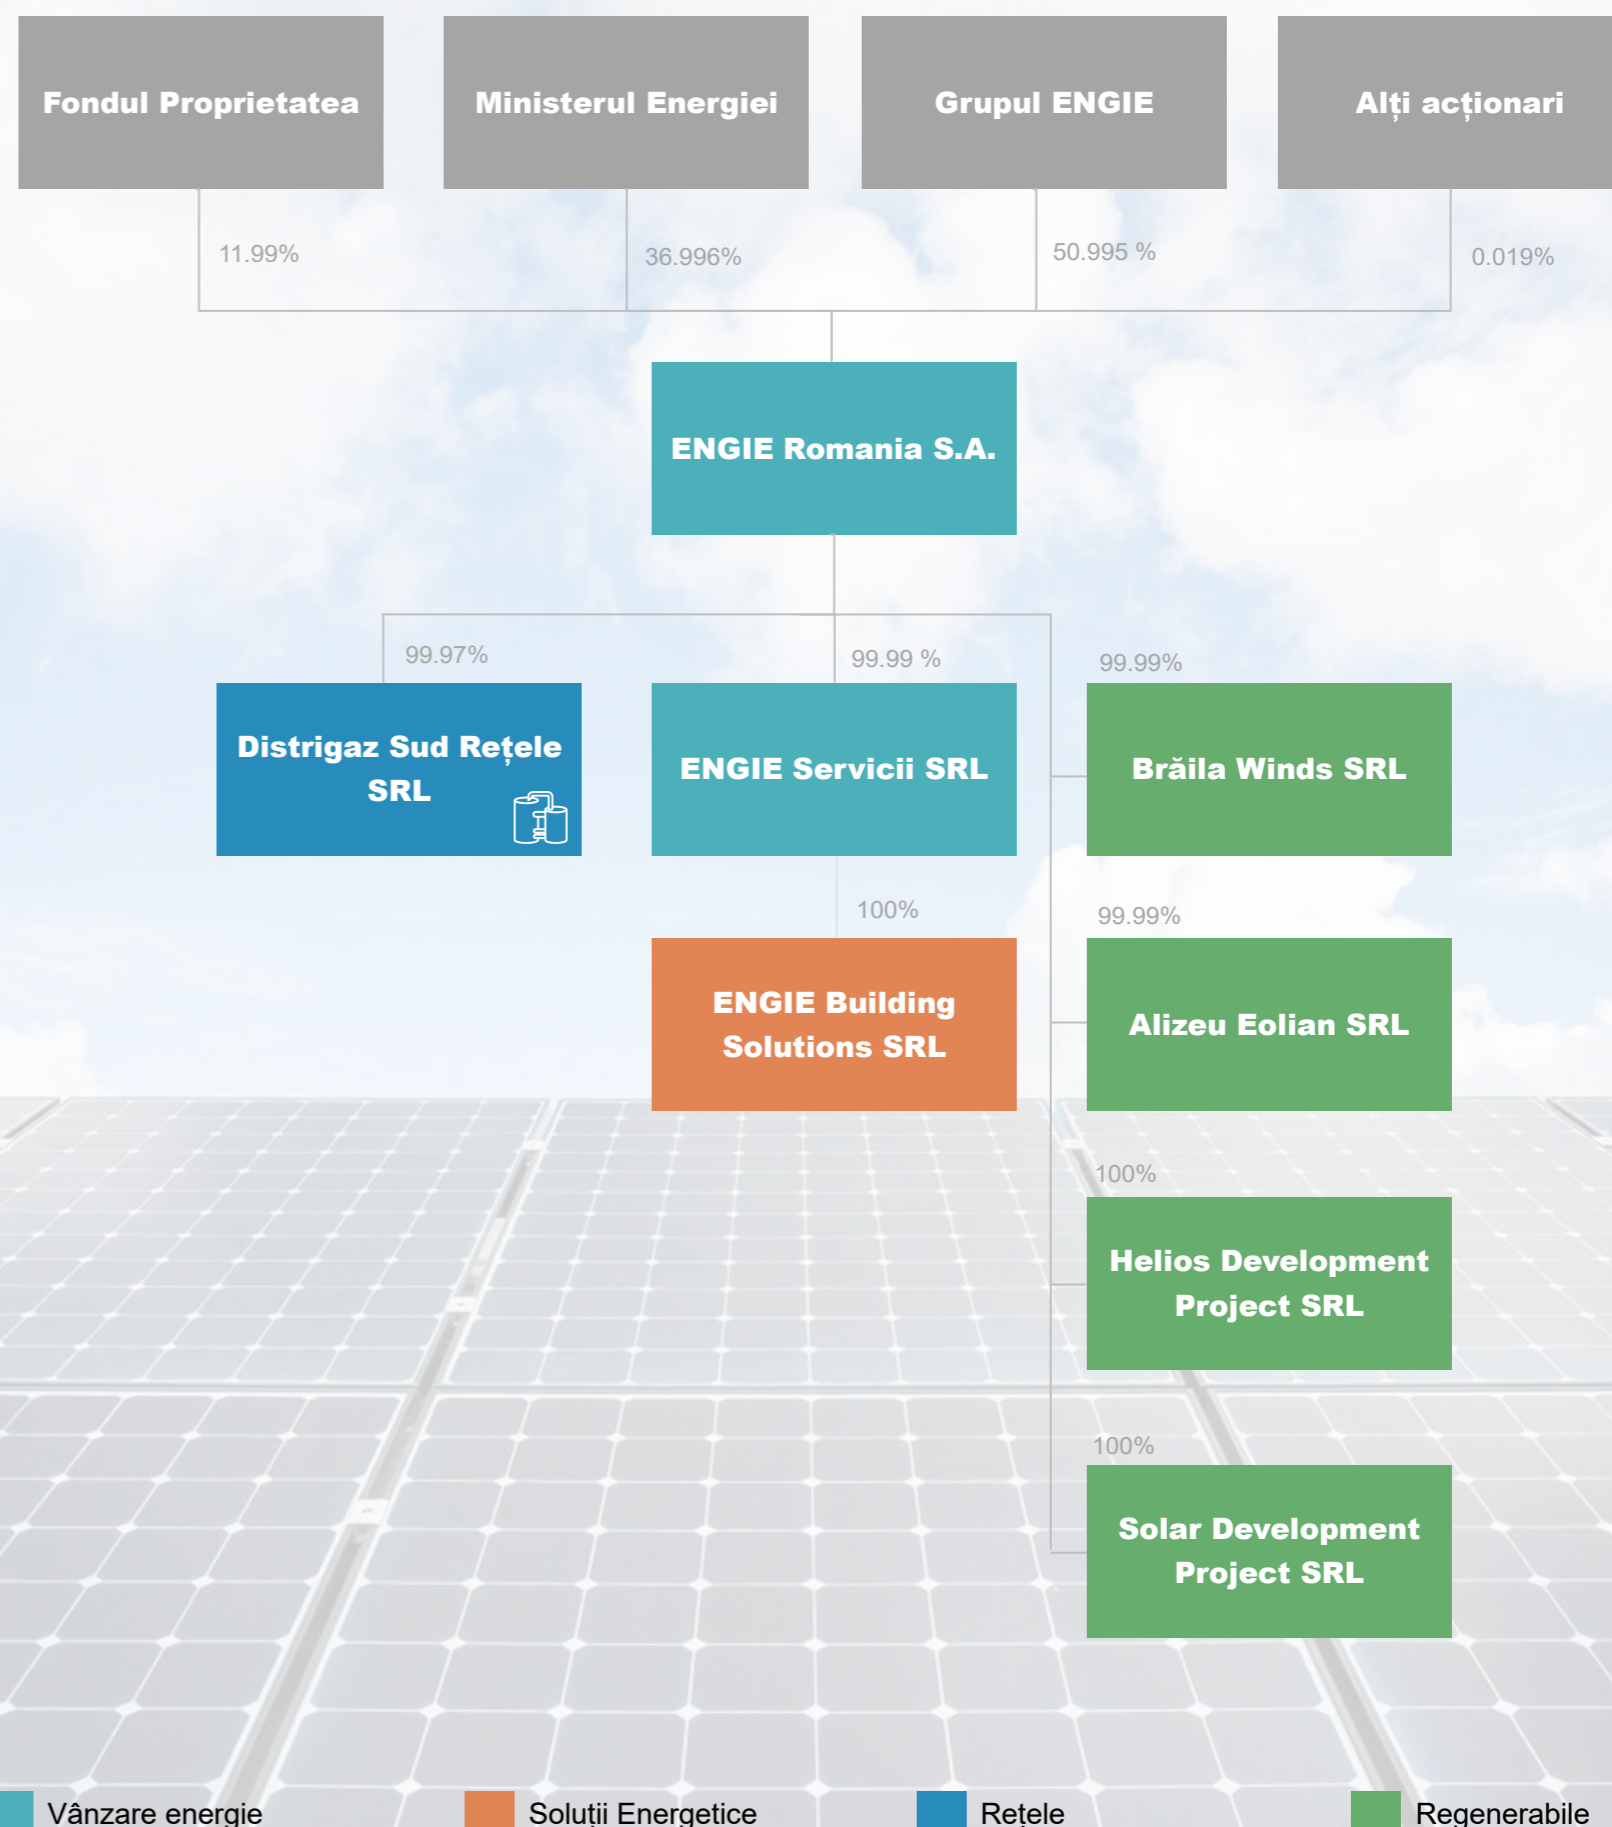 Fondul Proprietatea
Ministerul Energiei
Grupul ENGIE
Alți acționari
11.99%
36.996%
50.995 %
0.019%
ENGIE Romania S.A.
99.97%
99.99 %
99.99%
Distrigaz Sud Rețele
SRL
ENGIE Servicii SRL
Brăila Winds SRL
100%
99.99%
ENGIE Building
Solutions SRL
Alizeu Eolian SRL
100%
Helios Development
Project SRL
100%
Solar Development
Project SRL
Vânzare energie
Soluții Energetice
Rețele
Regenerabile